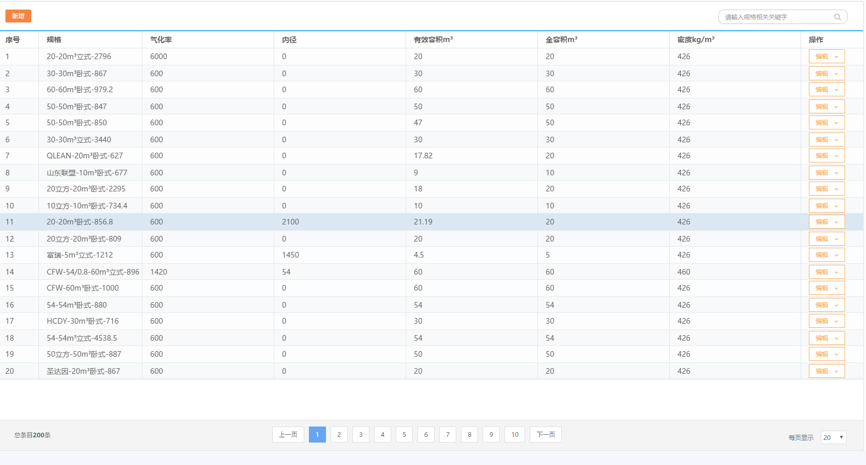 新增
请输入规格相关关键字
序号 规格 气化率 内径 有效容积m³ 全容积m³ 密度kg/m³ 操作
1 20-20m³立式-2796 6000 0 20 20 426 编辑
2 30-30m³卧式-867 600 0 30 30 426 编辑
3 60-60m³卧式-979.2 600 0 60 60 426 编辑
4 50-50m³卧式-847 600 0 50 50 426 编辑
5 50-50m³卧式-850 600 0 47 50 426 编辑
6 30-30m³立式-3440 600 0 30 30 426 编辑
7 QLEAN-20m³卧式-627 600 0 17.82 20 426 编辑
8 山东联盟-10m³卧式-677 600 0 9 10 426 编辑
9 20立方-20m³卧式-2295 600 0 18 20 426 编辑
10 10立方-10m³卧式-734.4 600 0 10 10 426 编辑
11 20-20m³卧式-856.8 600 2100 21.19 20 426 编辑
12 20立方-20m³卧式-809 600 0 20 20 426 编辑
13 富瑞-5m³立式-1212 600 1450 4.5 5 426 编辑
14 CFW-54/0.8-60m³立式-896 1420 54 60 60 460 编辑
15 CFW-60m³卧式-1000 600 0 60 60 426 编辑
16 54-54m³卧式-880 600 0 54 54 426 编辑
17 HCDY-30m³卧式-716 600 0 30 30 426 编辑
18 54-54m³立式-4538.5 600 0 54 54 426 编辑
19 50立方-50m³卧式-887 600 0 50 50 426 编辑
20 圣达因-20m³卧式-867 600 0 20 20 426 编辑
总条目200条 上一页 1 2 3 4 5 6 7 8 9 10 下一页 每页显示 20